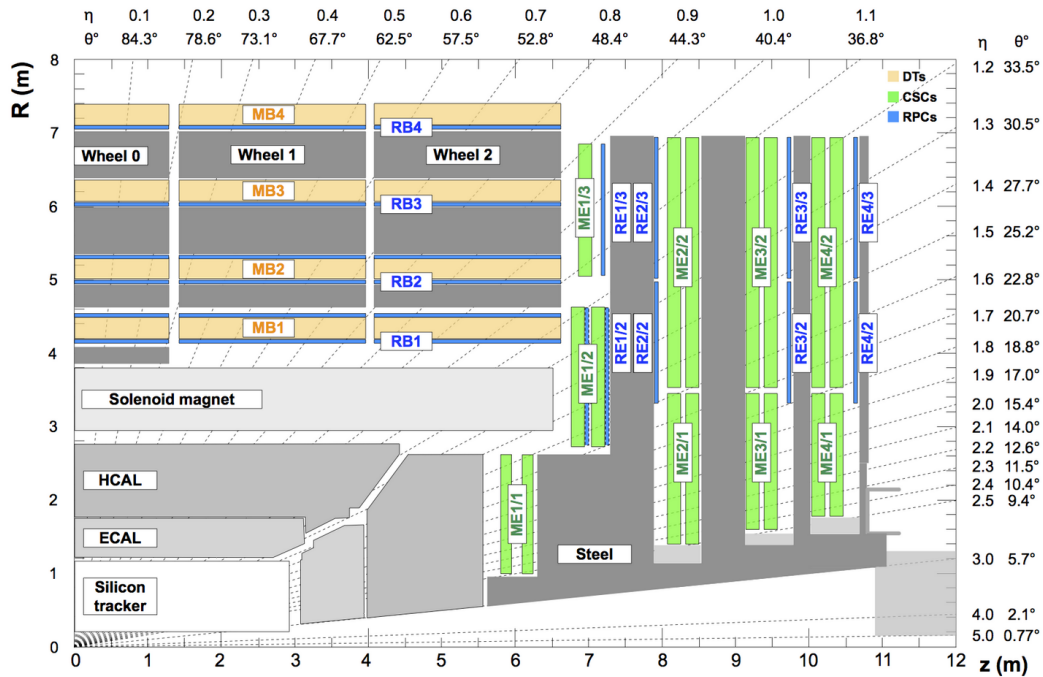 η 0.1 0.2 0.3 0.4 0.5 0.6 0.7 0.8 0.9 1.0 1.1
θ° 84.3° 78.6° 73.1° 67.7° 62.5° 57.5° 52.8° 48.4° 44.3° 40.4° 36.8°
η θ°
R (m)
8
7
6
5
4
3
2
1
0
1.2 33.5°
1.3 30.5°
1.4 27.7°
1.5 25.2°
1.6 22.8°
1.7 20.7°
1.8 18.8°
1.9 17.0°
2.0 15.4°
2.1 14.0°
2.2 12.6°
2.3 11.5°
2.4 10.4°
2.5 9.4°
3.0 5.7°
4.0 2.1°
5.0 0.77°
DTs
CSCs
RPCs
MB4
RB4
Wheel 0
Wheel 1
Wheel 2
MB3
RB3
MB2
RB2
MB1
RB1
Solenoid magnet
HCAL
ECAL
Silicon
tracker
Steel
ME1/3
ME1/2
ME1/1
RE1/3
RE2/3
RE1/2
RE2/2
ME2/2
ME2/1
ME3/2
ME3/1
RE3/3
RE3/2
ME4/2
ME4/1
RE4/3
RE4/2
0 1 2 3 4 5 6 7 8 9 10 11 12
z (m)